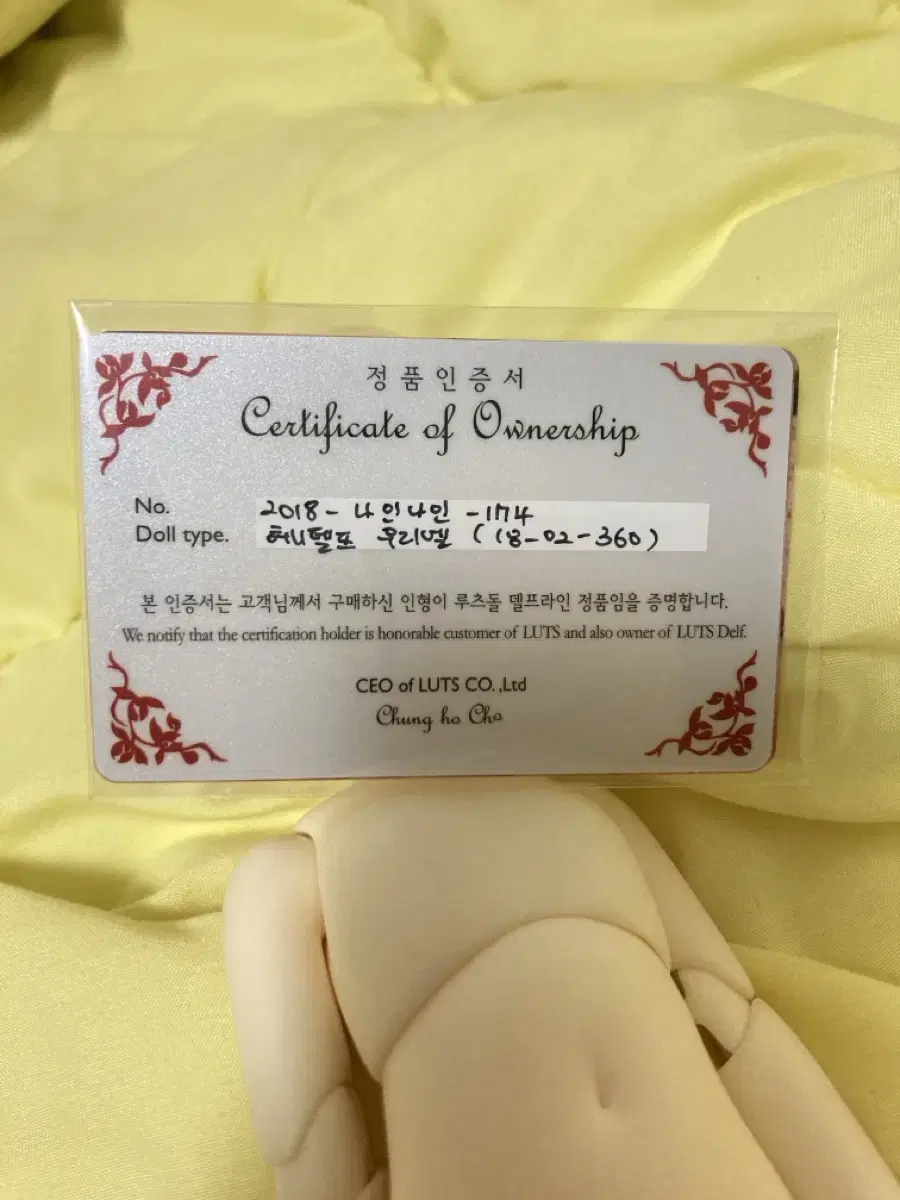 정품인증서
Certificate of Ownership
No. 2018-나인나인-1174
Doll type. 허니델프 우리엘 (18-02-360)
본 인증서는 고객님께서 구매하신 인형이 루츠돌 델프라인 정품임을 증명합니다.
We notify that the certification holder is honorable customer of LUTS and also owner of LUTS Delf.
CEO of LUTS CO.,Ltd
Chung ho Cho